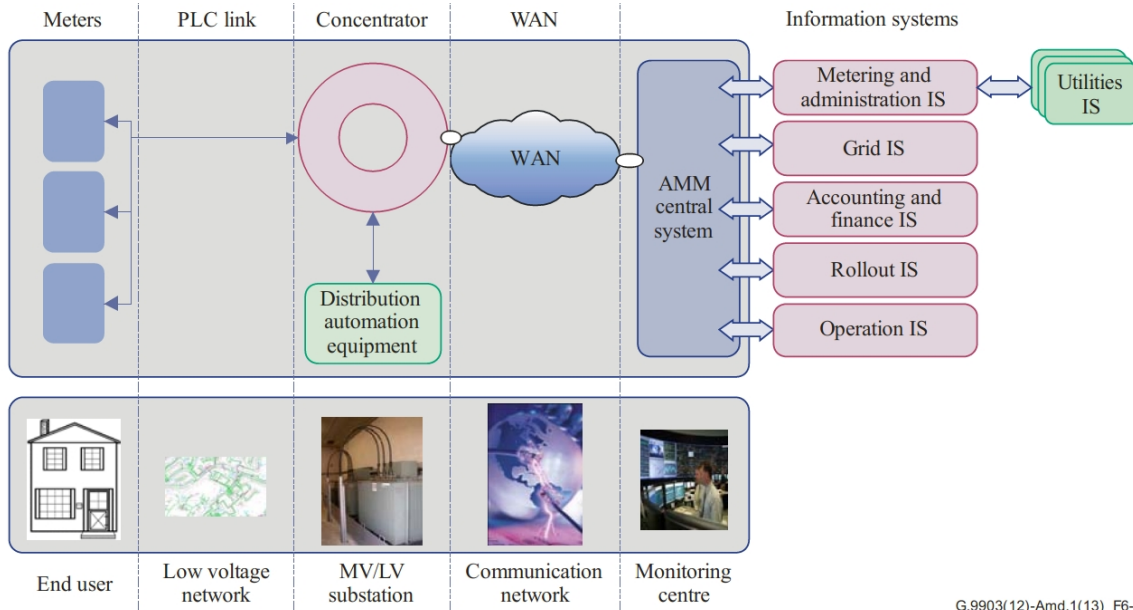 Meters
PLC link
Concentrator
WAN
Information systems
WAN
AMM
central
system
Metering and
administration IS
Utilities
IS
Grid IS
Accounting and
finance IS
Rollout IS
Operation IS
Distribution
automation
equipment
End user
Low voltage
network
MV/LV
substation
Communication
network
Monitoring
centre
G.9903(12)-Amd.1(13)_F6-